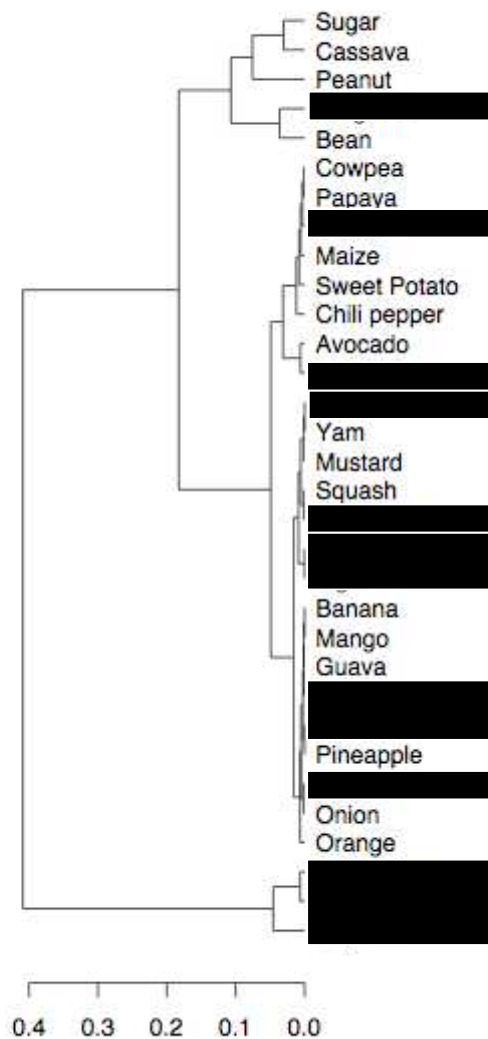 Sugar
Cassava
Peanut
Bean
Cowpea
Papaya
Maize
Sweet Potato
Chili pepper
Avocado
Yam
Mustard
Squash
Banana
Mango
Guava
Pineapple
Onion
Orange
0.4 0.3 0.2 0.1 0.0